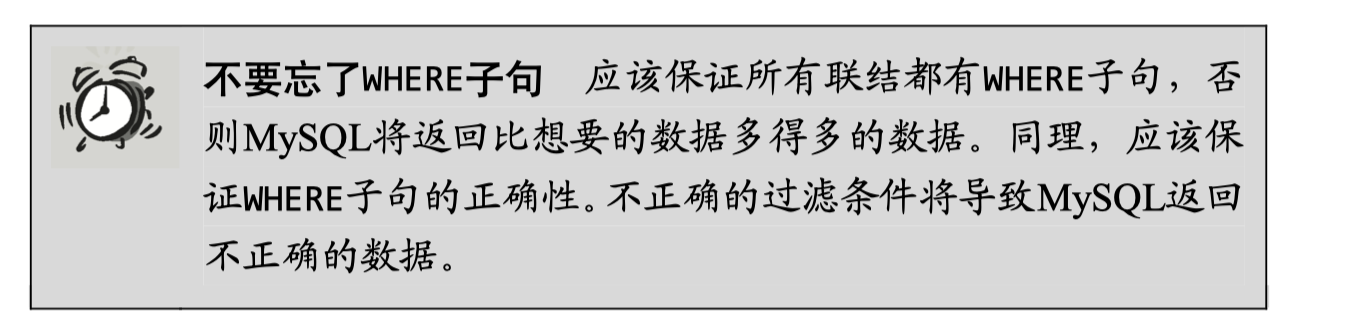 不要忘了WHERE子句 应该保证所有联结都有WHERE子句，否
则MySQL将返回比想要的数据多得多的数据。同理，应该保
证WHERE子句的正确性。不正确的过滤条件将导致MySQL返回
不正确的数据。